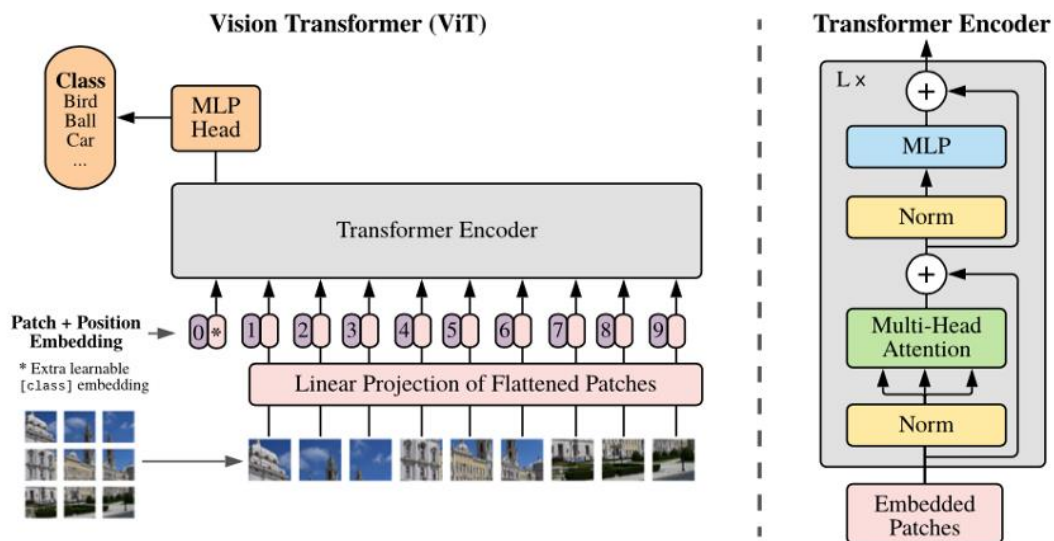 Vision Transformer (ViT)
Class
Bird
Ball
Car
...
MLP
Head
Transformer Encoder
Patch + Position
Embedding
0 * 1 2 3 4 5 6 7 8 9
* Extra learnable
[class] embedding
Linear Projection of Flattened Patches
Transformer Encoder
L ×
+
MLP
Norm
+
Multi-Head
Attention
Norm
Embedded
Patches